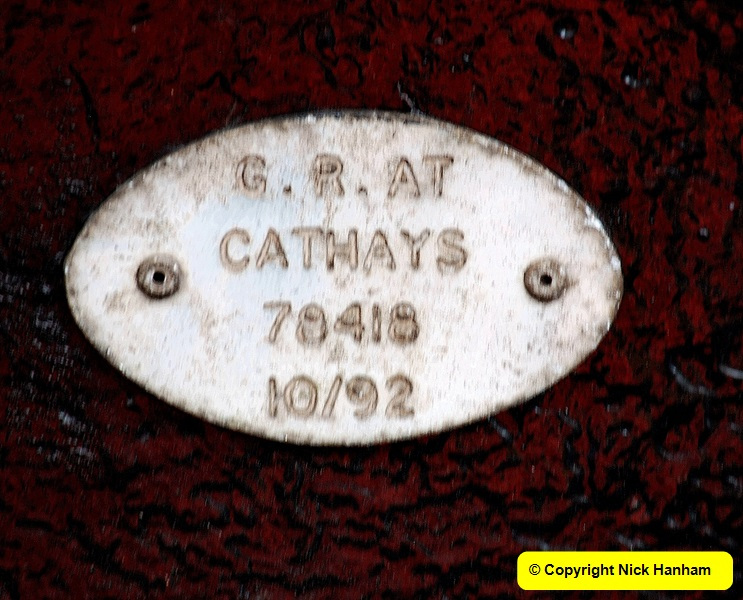 G.R. AT
CATHAYS
78418
10/92
© Copyright Nick Hanham